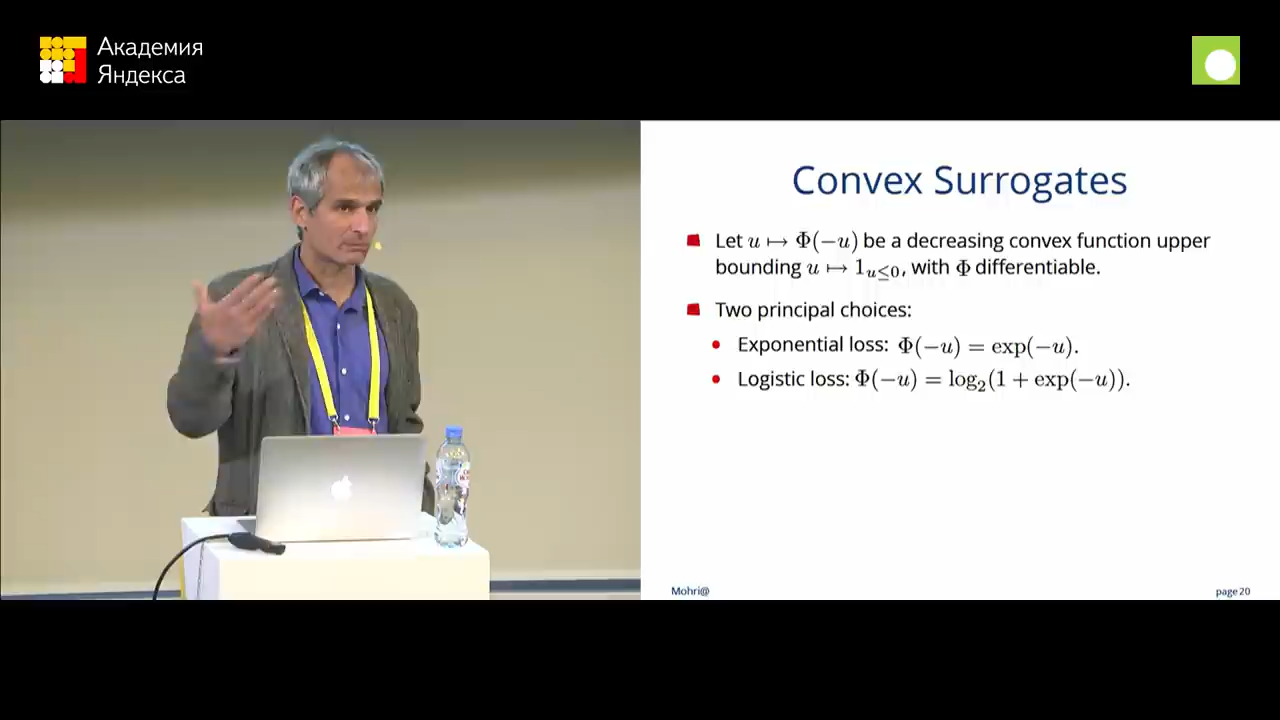 Академия
Яндекса
Convex Surrogates
Let u ↦ Φ(−u) be a decreasing convex function upper
bounding u ↦ 1_{u≤0}, with Φ differentiable.
Two principal choices:
Exponential loss: Φ(−u) = exp(−u).
Logistic loss: Φ(−u) = log₂(1 + exp(−u)).
Mohri@
page 20